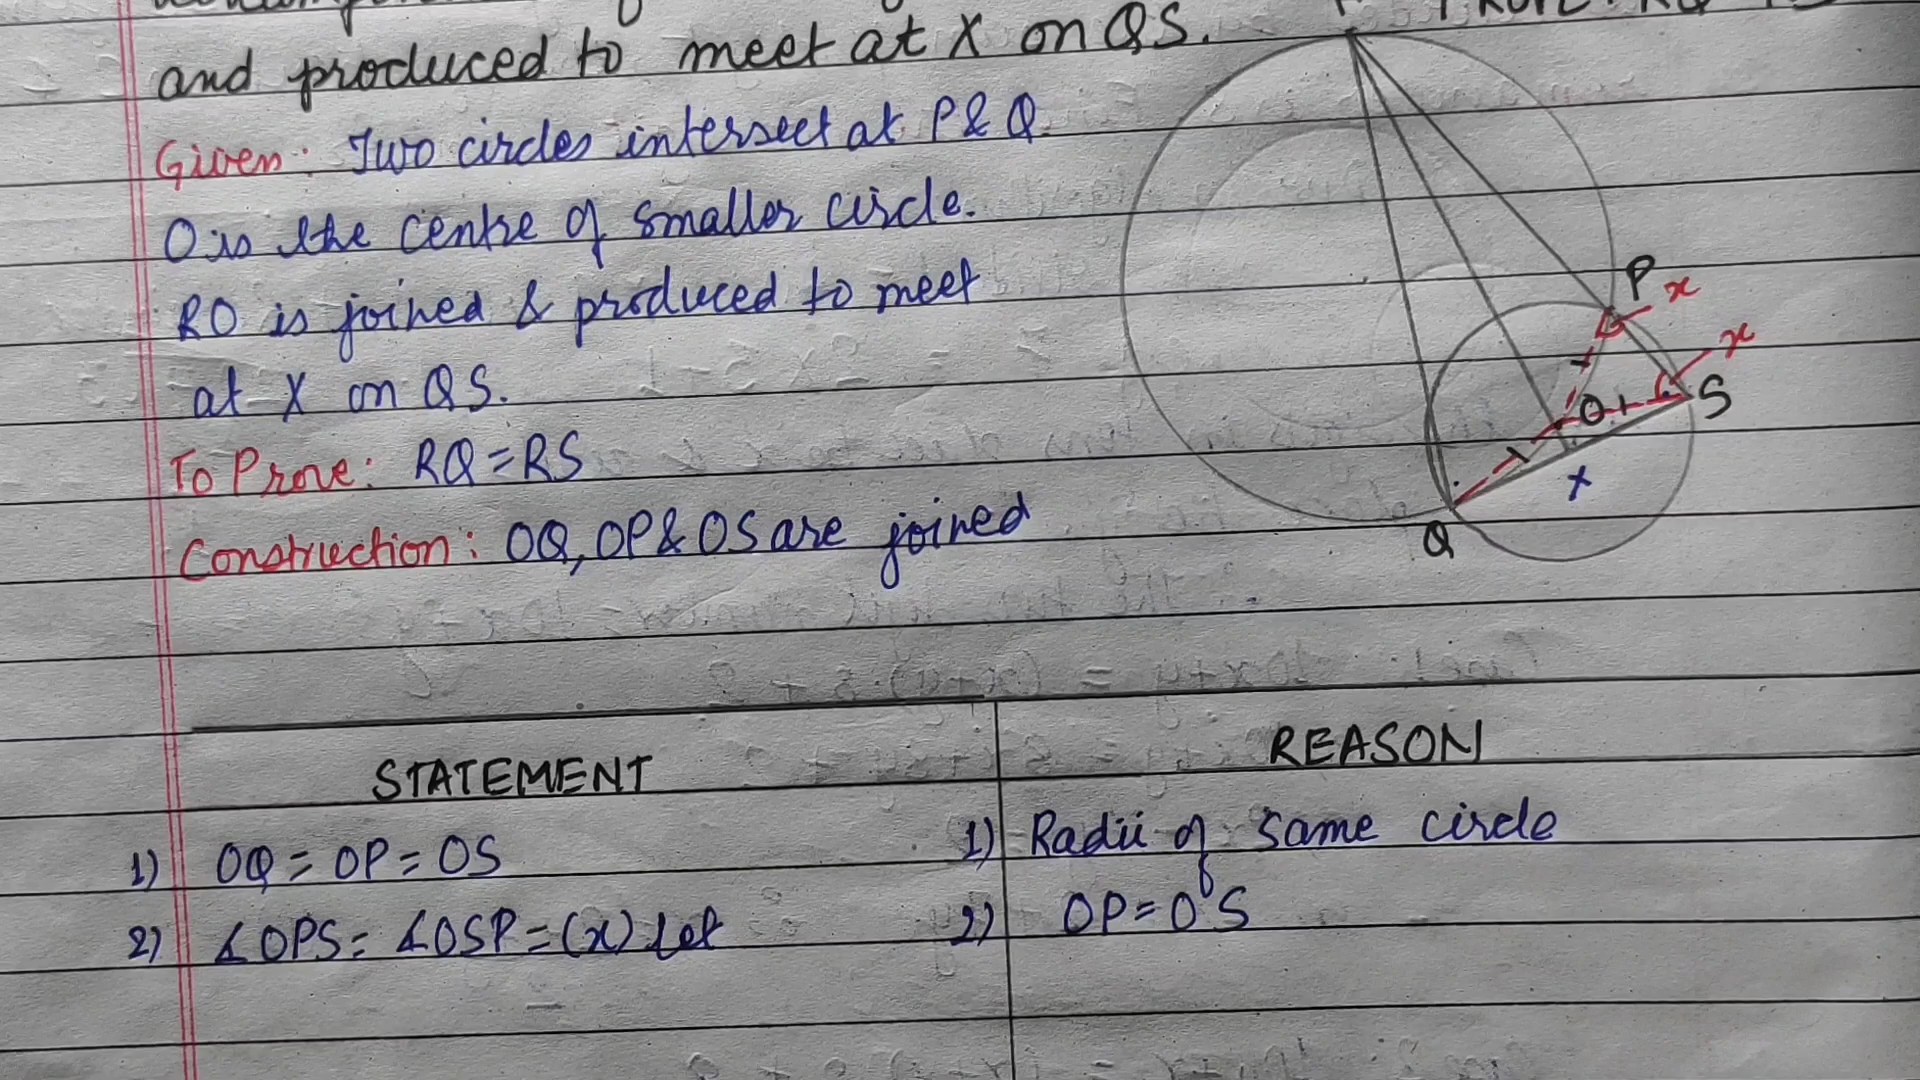 and produced to meet at X on QS.
Given: Two circles intersect at P & Q
O is the centre of smaller circle.
RO is joined & produced to meet
at X on QS.
To Prove: RQ = RS
Construction: OQ, OP & OS are joined
P x
x
O
S
X
Q
STATEMENT REASON
1) OQ = OP = OS 1) Radii of same circle
2) ∠OPS = ∠OSP = (x) let 2) OP = OS